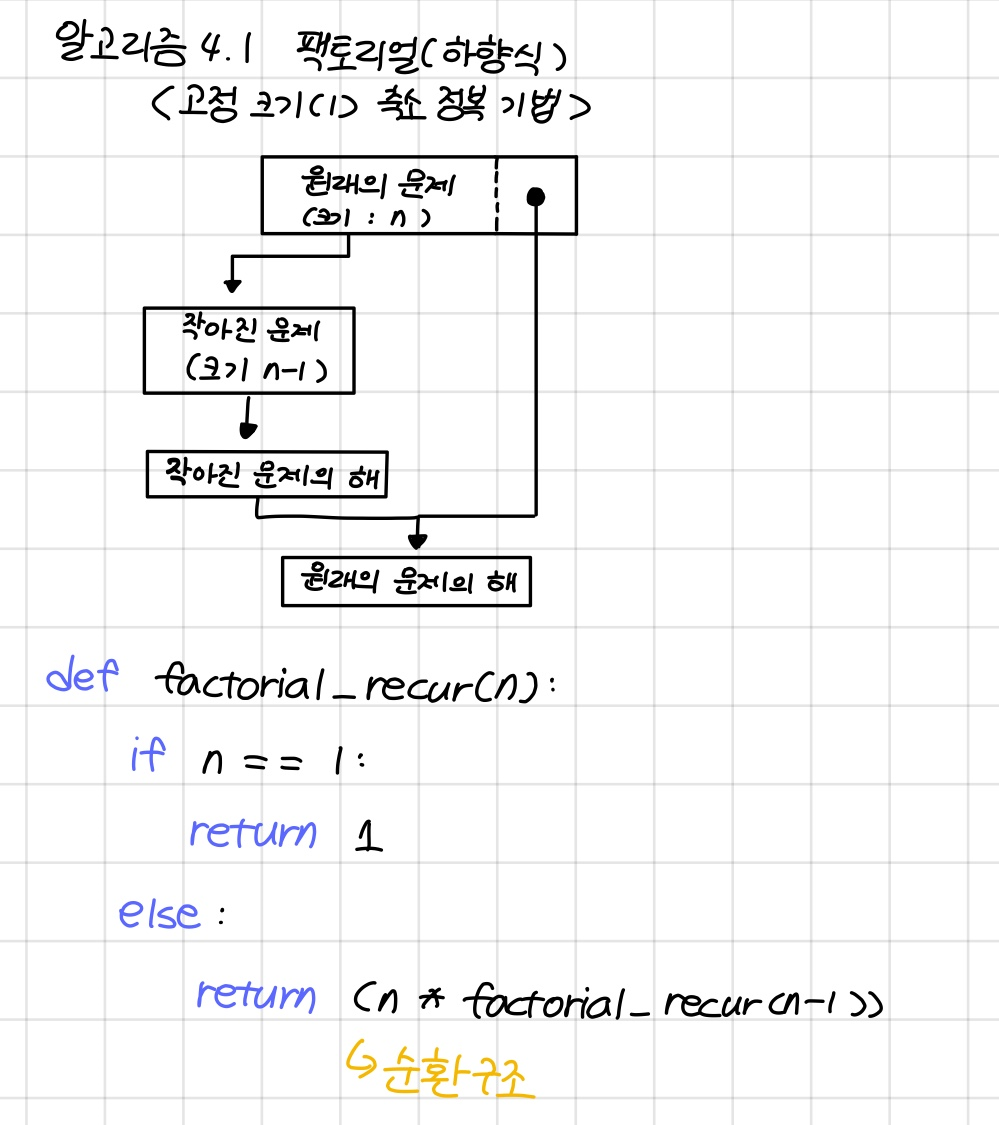 알고리즘 4.1 팩토리얼(하향식)
<고정 크기(1) 축소 정복 기법>
원래의 문제
(크기 : n)
작아진 문제
(크기 n-1)
작아진 문제의 해
원래의 문제의 해
def factorial_recur(n):
if n == 1:
return 1
else :
return (n * factorial_recur(n-1))
↳순환구조